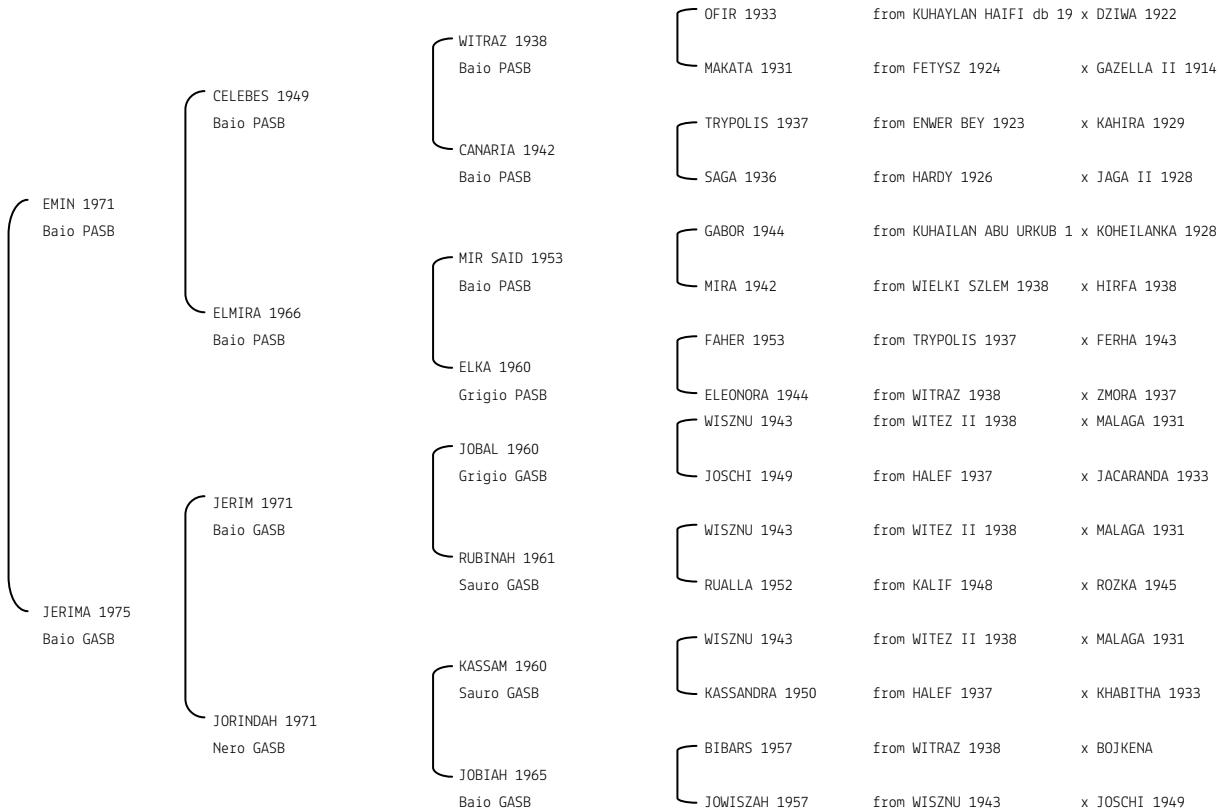 OFIR 1933 from KUHAYLAN HAIFI db 19 x DZIWA 1922
WITRAZ 1938
Baio PASB
MAKATA 1931 from FETYSZ 1924 x GAZELLA II 1914
CELEBES 1949
Baio PASB
TRYPOLIS 1937 from ENWER BEY 1923 x KAHIRA 1929
CANARIA 1942
Baio PASB
SAGA 1936 from HARDY 1926 x JAGA II 1928
EMIN 1971
Baio PASB
GABOR 1944 from KUHAILAN ABU URKUB 1 x KOHEILANKA 1928
MIR SAID 1953
Baio PASB
MIRA 1942 from WIELKI SZLEM 1938 x HIRFA 1938
ELMIRA 1966
Baio PASB
FAHER 1953 from TRYPOLIS 1937 x FERHA 1943
ELKA 1960
Grigio PASB
ELEONORA 1944 from WITRAZ 1938 x ZMORA 1937
WISZNU 1943 from WITEZ II 1938 x MALAGA 1931
JOBAL 1960
Grigio GASB
JOSCHI 1949 from HALEF 1937 x JACARANDA 1933
JERIM 1971
Baio GASB
WISZNU 1943 from WITEZ II 1938 x MALAGA 1931
RUBINAH 1961
Sauro GASB
RUALLA 1952 from KALIF 1948 x ROZKA 1945
JERIMA 1975
Baio GASB
WISZNU 1943 from WITEZ II 1938 x MALAGA 1931
KASSAM 1960
Sauro GASB
KASSANDRA 1950 from HALEF 1937 x KHABITHA 1933
JORINDAH 1971
Nero GASB
BIBARS 1957 from WITRAZ 1938 x BOJKENA
JOBIAH 1965
Baio GASB
JOWISZAH 1957 from WISZNU 1943 x JOSCHI 1949